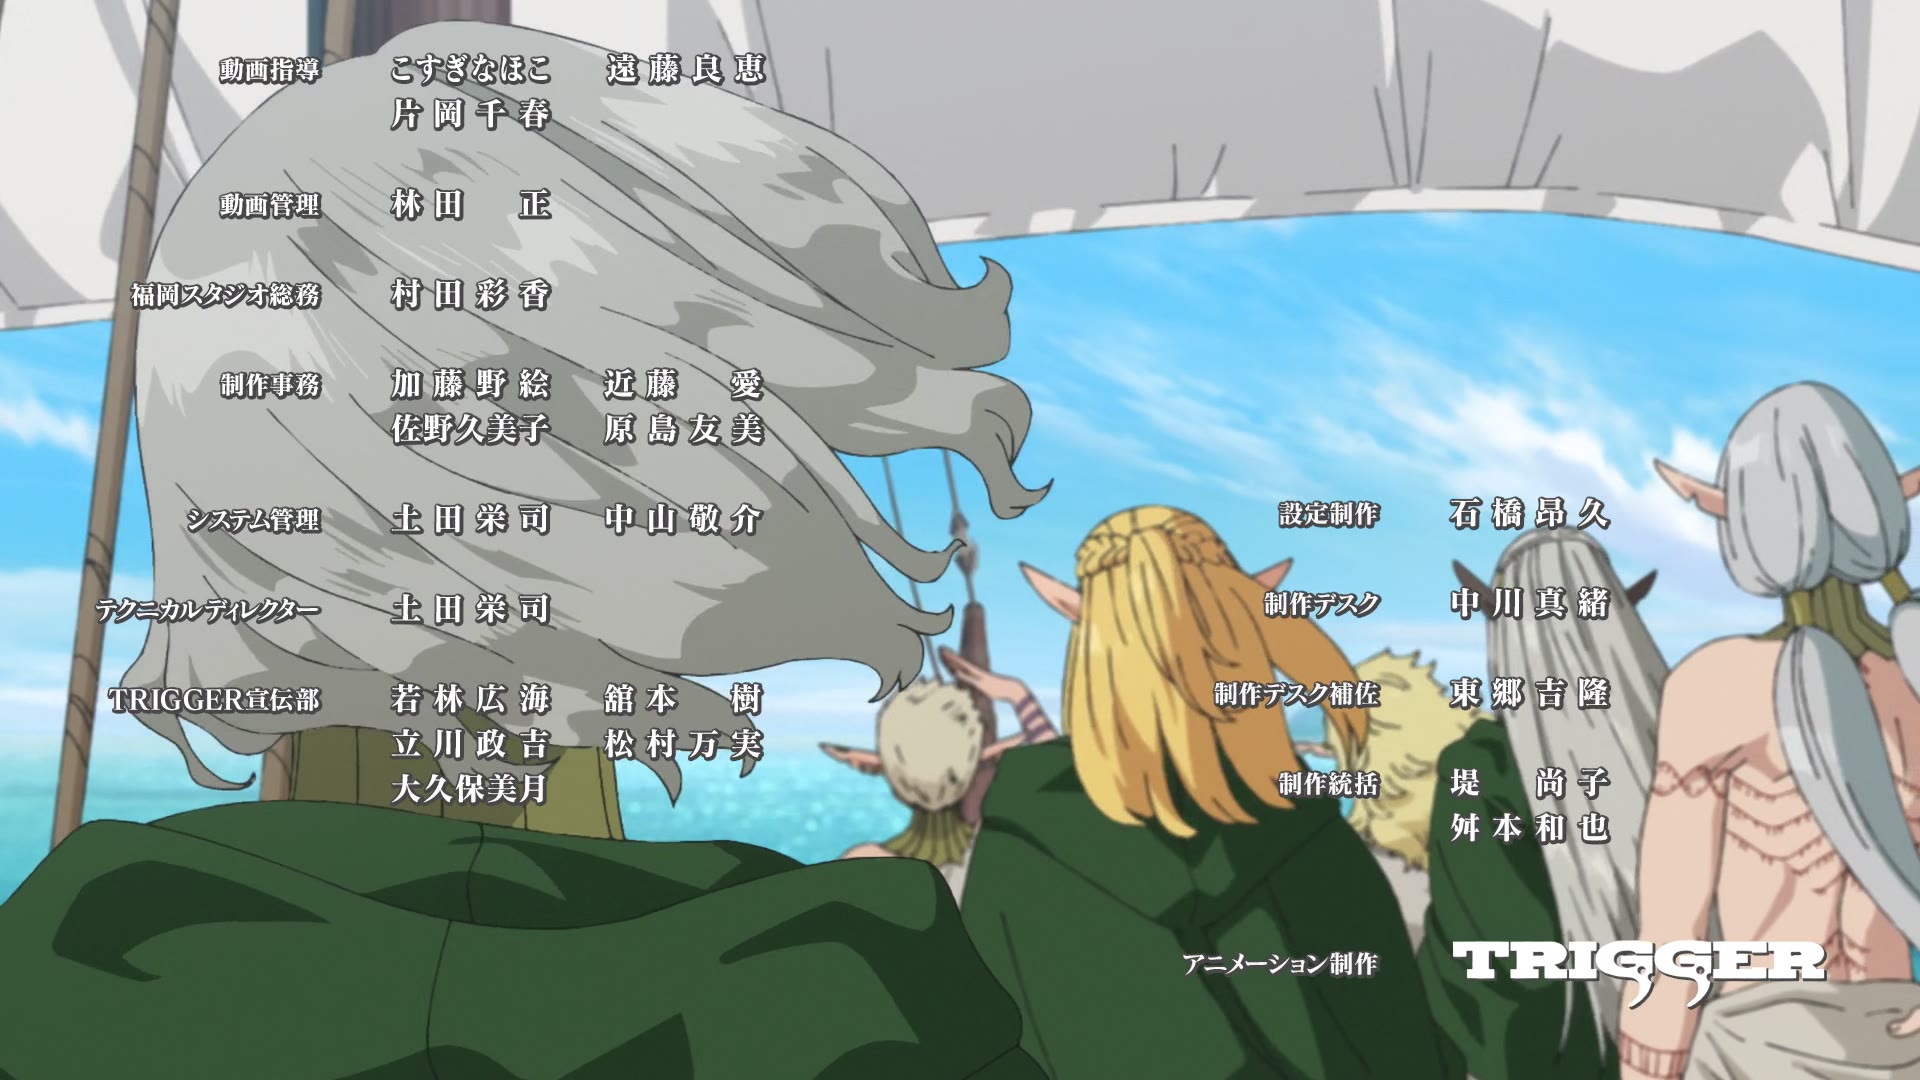 動画指導 こすぎなほこ 遠藤良恵
片岡千春
動画管理 林田 正
福岡スタジオ総務 村田彩香
制作事務 加藤野絵 近藤 愛
佐野久美子 原島友美
システム管理 土田栄司 中山敬介
テクニカルディレクター 土田栄司
TRIGGER宣伝部 若林広海 舘本 樹
立川政吉 松村万実
大久保美月
設定制作 石橋昂久
制作デスク 中川真緒
制作デスク補佐 東郷吉隆
制作統括 堤 尚子
舛本和也
アニメーション制作 TRIGGER